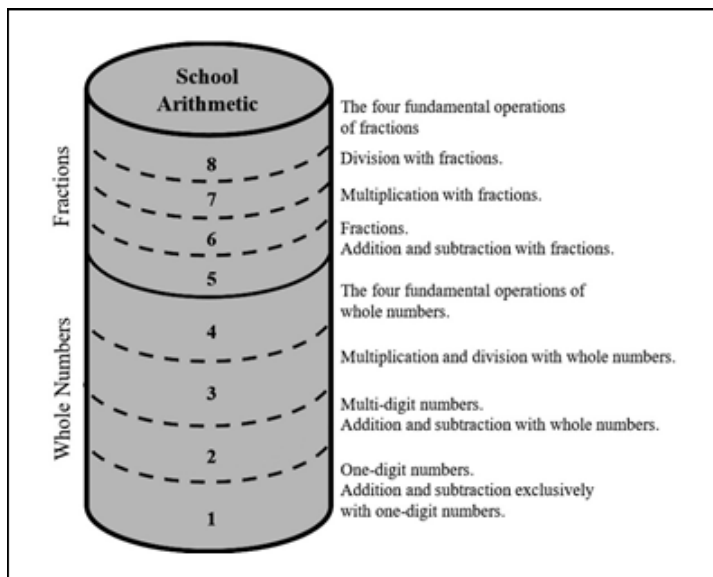 School
Arithmetic
The four fundamental operations
of fractions
8
Division with fractions.
7
Multiplication with fractions.
6
Fractions.
Addition and subtraction with fractions.
5
The four fundamental operations of
whole numbers.
4
Multiplication and division with whole numbers.
3
Multi-digit numbers.
Addition and subtraction with whole numbers.
2
One-digit numbers.
Addition and subtraction exclusively
with one-digit numbers.
1
Fractions
Whole Numbers